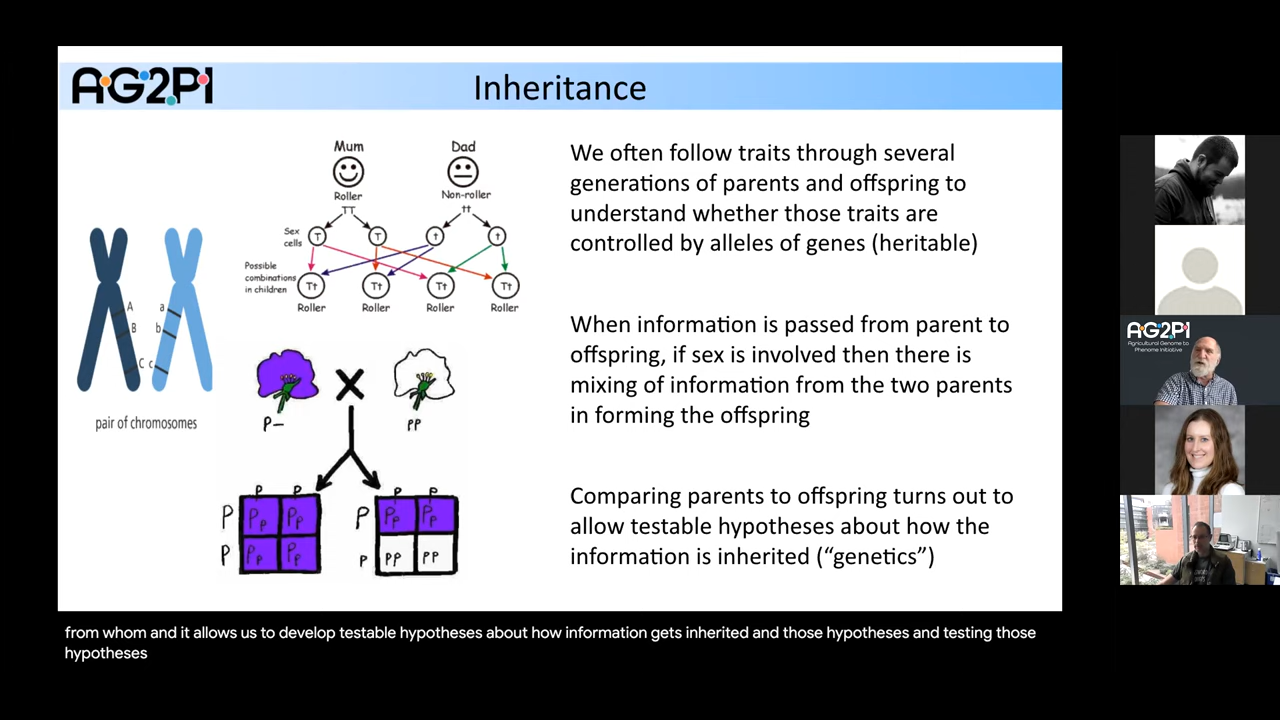 AG2PI
Inheritance
Mum Dad
Roller Non-roller
TT tt
Sex
cells
T T t t
Possible
combinations
in children
Tt Tt Tt Tt
Roller Roller Roller Roller
A a
B b
C c
pair of chromosomes
P- pp
P P P P
P Pp Pp P Pp Pp
P Pp Pp p pp pp
We often follow traits through several
generations of parents and offspring to
understand whether those traits are
controlled by alleles of genes (heritable)
When information is passed from parent to
offspring, if sex is involved then there is
mixing of information from the two parents
in forming the offspring
Comparing parents to offspring turns out to
allow testable hypotheses about how the
information is inherited (“genetics”)
AG2PI
Agricultural Genome to
Phenome Initiative
from whom and it allows us to develop testable hypotheses about how information gets inherited and those hypotheses and testing those
hypotheses